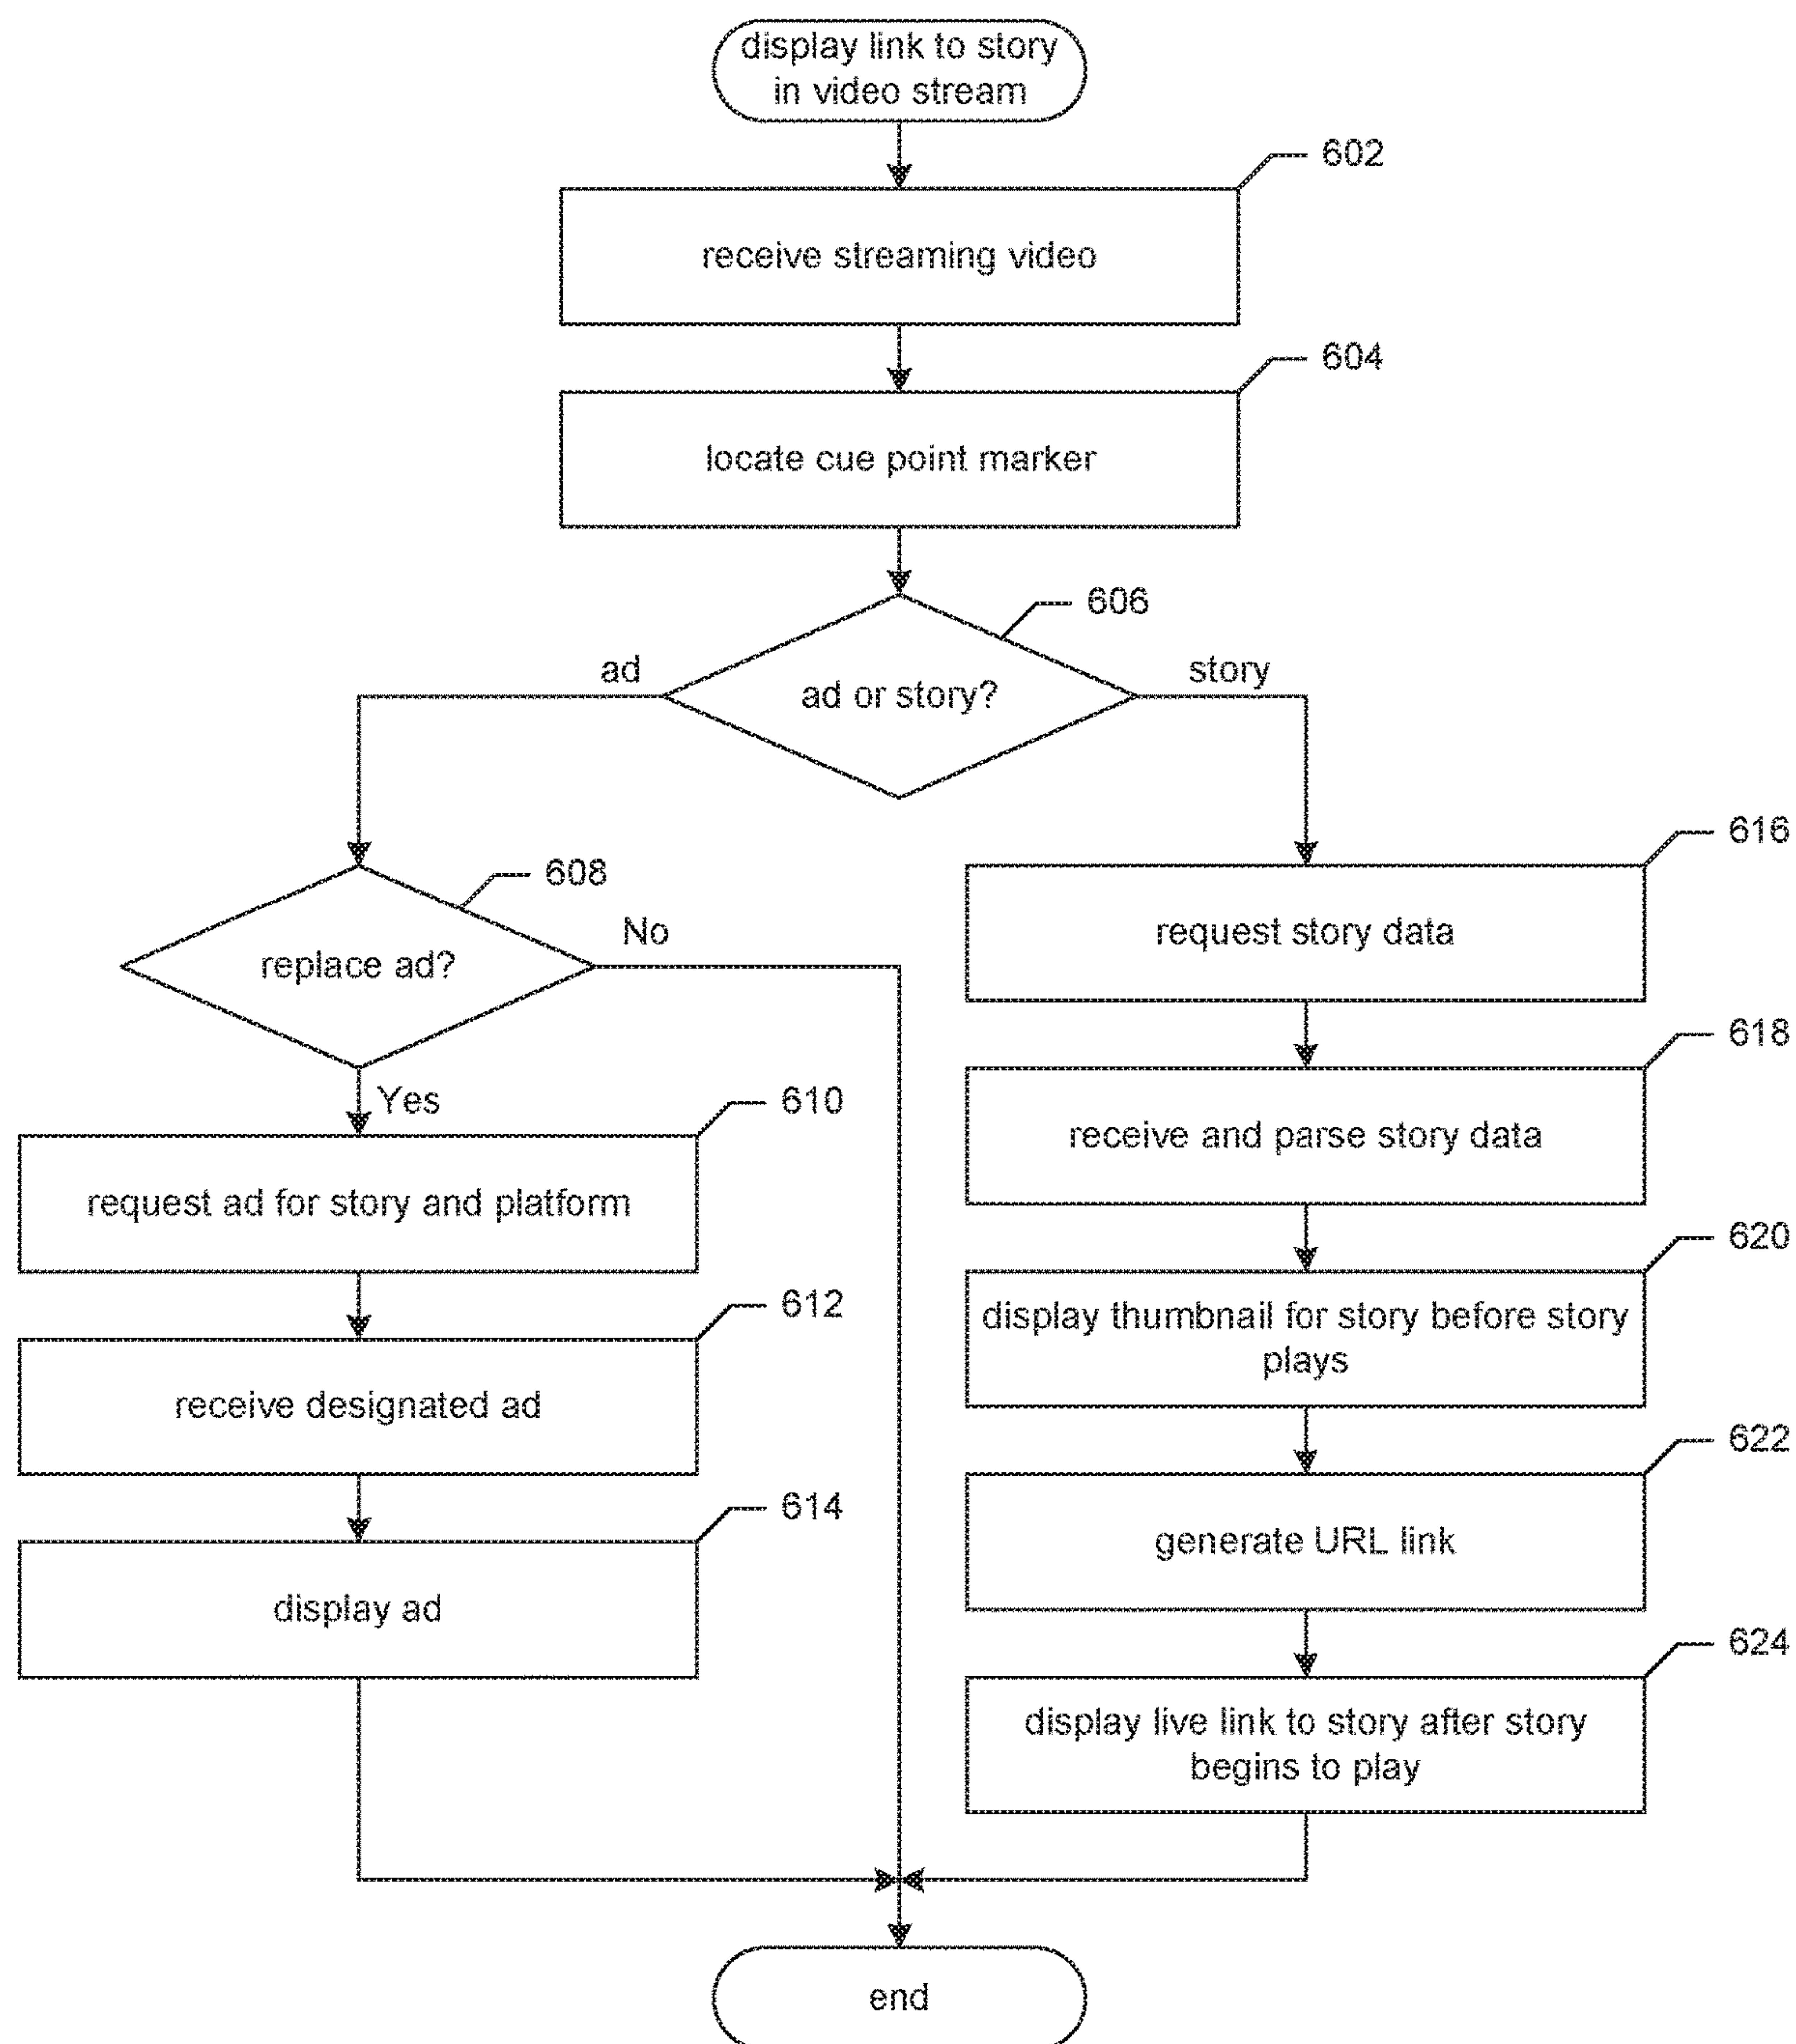 display link to story
in video stream
602
receive streaming video
604
locate cue point marker
606
ad
ad or story?
story
608
replace ad?
No
Yes
610
request ad for story and platform
612
receive designated ad
614
display ad
616
request story data
618
receive and parse story data
620
display thumbnail for story before story
plays
622
generate URL link
624
display live link to story after story
begins to play
end